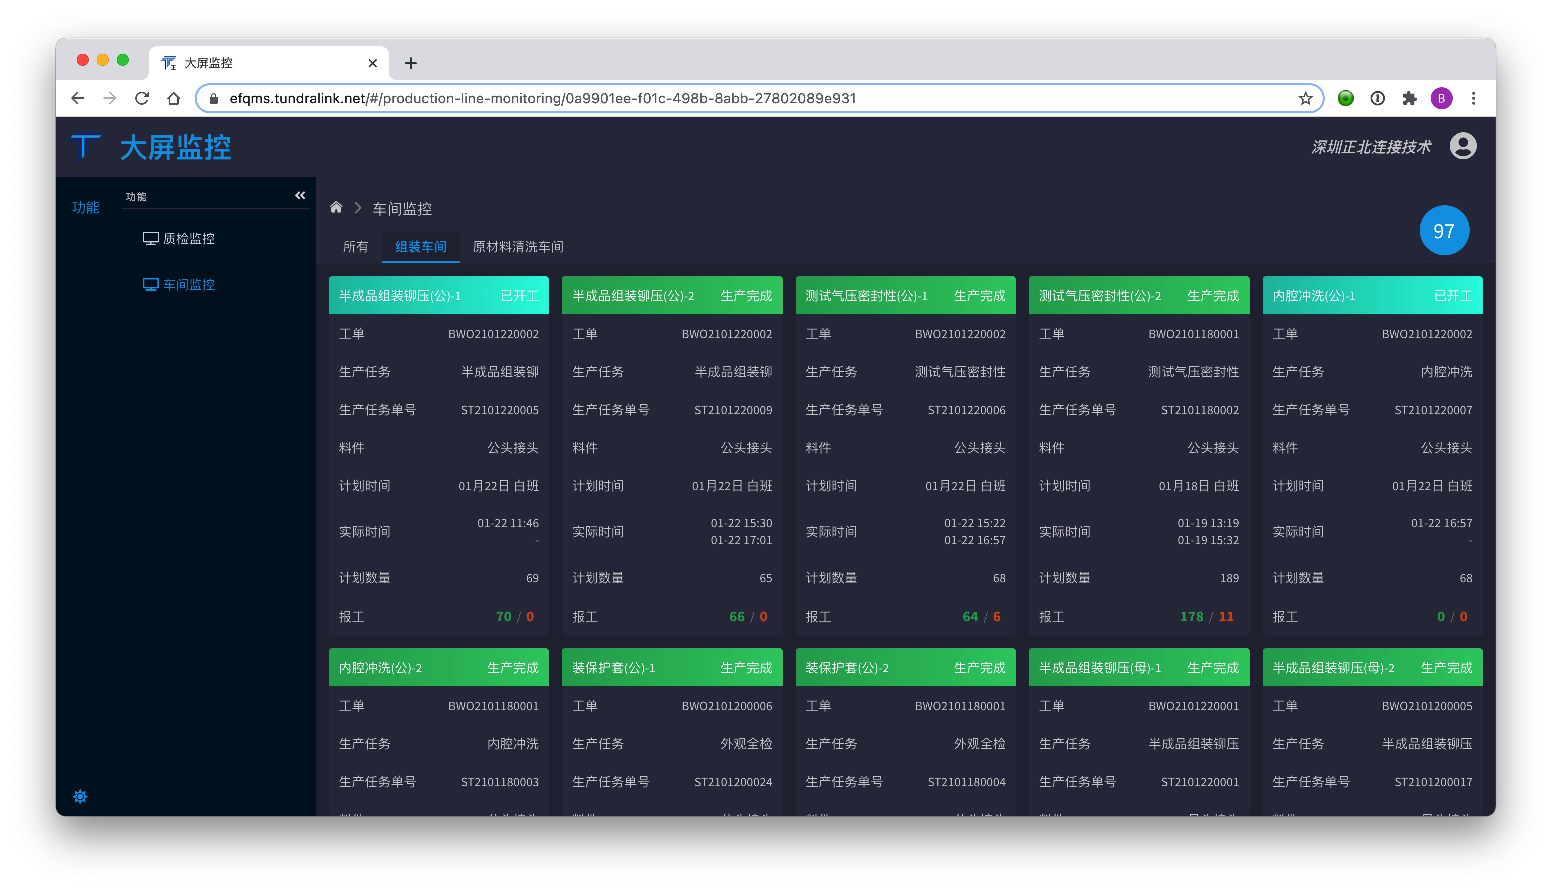 大屏监控
efqms.tundralink.net/#/production-line-monitoring/0a9901ee-f01c-498b-8abb-27802089e931
B
大屏监控
深圳正北连接技术
功能
功能
质检监控
车间监控
车间监控
97
所有 组装车间 原材料清洗车间
半成品组装铆压(公)-1 已开工
工单 BWO2101220002
生产任务 半成品组装铆
生产任务单号 ST2101220005
料件 公头接头
计划时间 01月22日 白班
实际时间 01-22 11:46
-
计划数量 69
报工 70 / 0
半成品组装铆压(公)-2 生产完成
工单 BWO2101220002
生产任务 半成品组装铆
生产任务单号 ST2101220009
料件 公头接头
计划时间 01月22日 白班
实际时间 01-22 15:30
01-22 17:01
计划数量 65
报工 66 / 0
测试气压密封性(公)-1 生产完成
工单 BWO2101220002
生产任务 测试气压密封性
生产任务单号 ST2101220006
料件 公头接头
计划时间 01月22日 白班
实际时间 01-22 15:22
01-22 16:57
计划数量 68
报工 64 / 6
测试气压密封性(公)-2 生产完成
工单 BWO2101180001
生产任务 测试气压密封性
生产任务单号 ST2101180002
料件 公头接头
计划时间 01月18日 白班
实际时间 01-19 13:19
01-19 15:32
计划数量 189
报工 178 / 11
内腔冲洗(公)-1 已开工
工单 BWO2101220002
生产任务 内腔冲洗
生产任务单号 ST2101220007
料件 公头接头
计划时间 01月22日 白班
实际时间 01-22 16:57
-
计划数量 68
报工 0 / 0
内腔冲洗(公)-2 生产完成
工单 BWO2101180001
生产任务 内腔冲洗
生产任务单号 ST2101180003
装保护套(公)-1 生产完成
工单 BWO2101200006
生产任务 外观全检
生产任务单号 ST2101200024
装保护套(公)-2 生产完成
工单 BWO2101180001
生产任务 外观全检
生产任务单号 ST2101180004
半成品组装铆压(母)-1 生产完成
工单 BWO2101220001
生产任务 半成品组装铆压
生产任务单号 ST2101220001
半成品组装铆压(母)-2 生产完成
工单 BWO2101200005
生产任务 半成品组装铆压
生产任务单号 ST2101200017